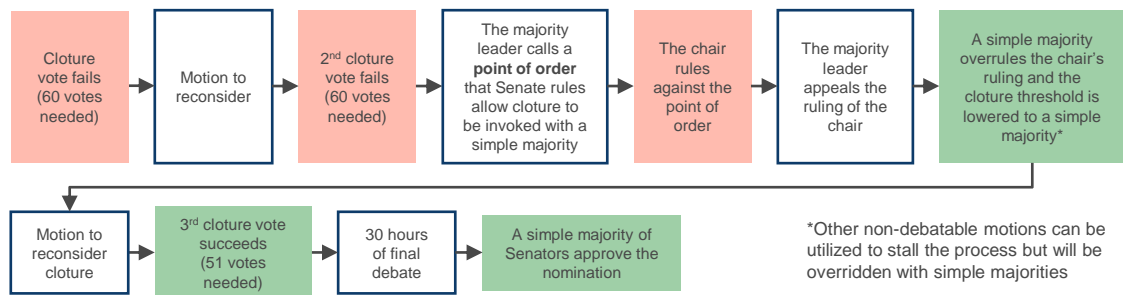 Cloture
vote fails
(60 votes
needed)
Motion to
reconsider
2nd cloture
vote fails
(60 votes
needed)
The majority
leader calls a
point of order
that Senate rules
allow cloture to
be invoked with a
simple majority
The chair
rules
against the
point of
order
The majority
leader
appeals the
ruling of the
chair
A simple majority
overrules the chair's
ruling and the
cloture threshold is
lowered to a simple
majority*
Motion to
reconsider
cloture
3rd cloture vote
succeeds
(51 votes
needed)
30 hours
of final
debate
A simple majority of
Senators approve the
nomination
*Other non-debatable motions can be
utilized to stall the process but will be
overridden with simple majorities